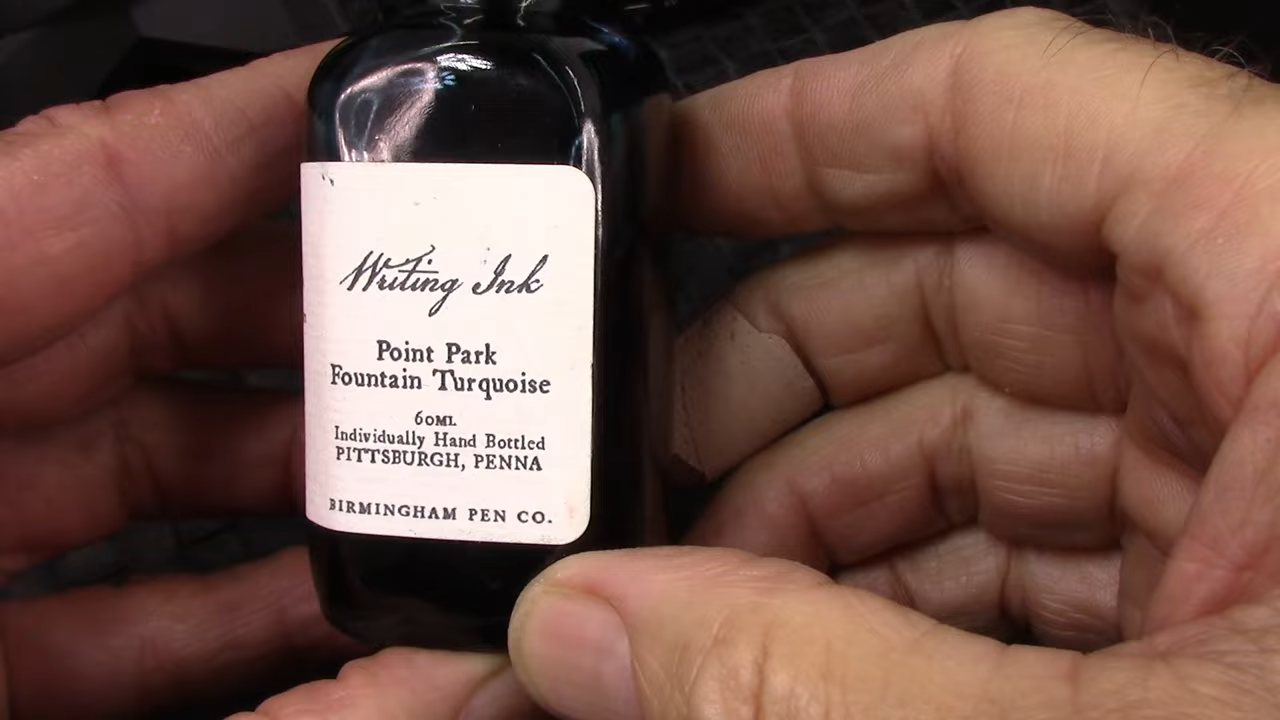 Writing Ink
Point Park
Fountain Turquoise
60ML
Individually Hand Bottled
PITTSBURGH, PENNA
BIRMINGHAM PEN CO.